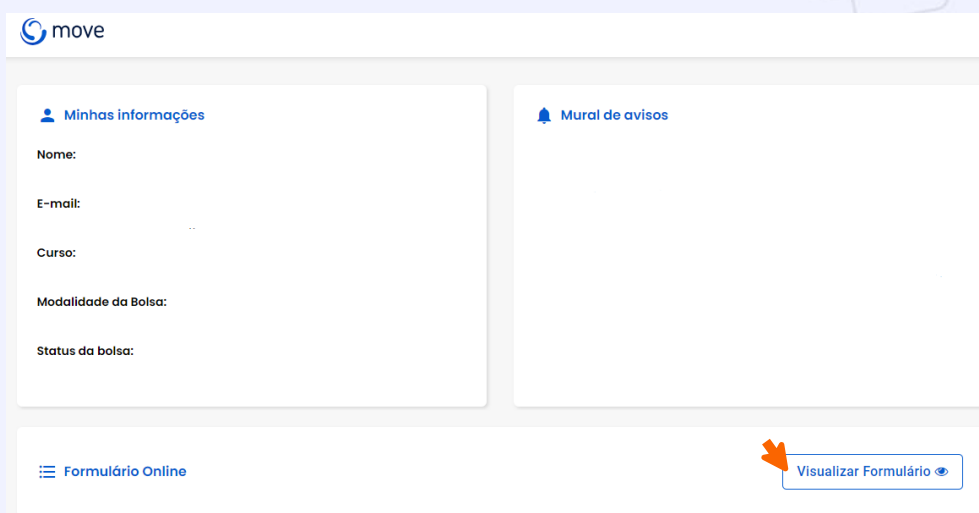 move
Minhas informações
Nome:
E-mail:
Curso:
Modalidade da Bolsa:
Status da bolsa:
Mural de avisos
Formulário Online
Visualizar Formulário